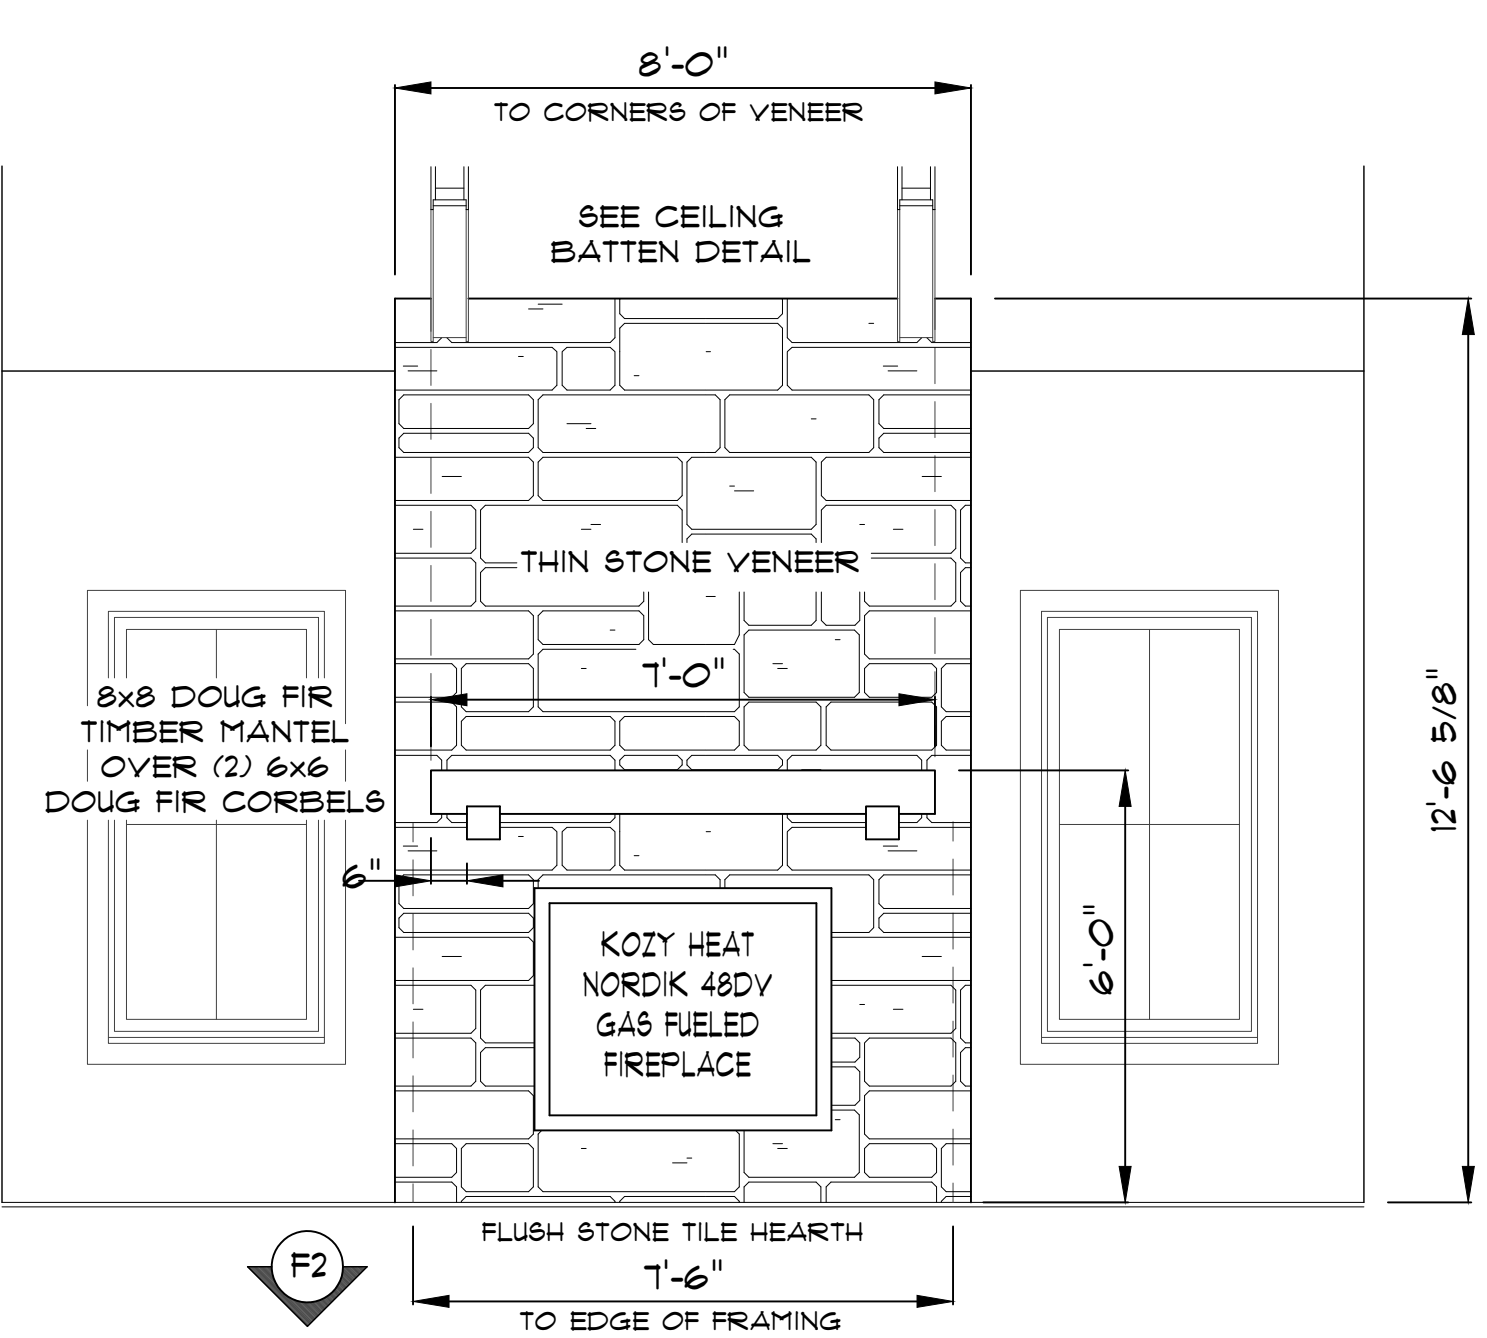 8'-0"
TO CORNERS OF VENEER
SEE CEILING
BATTEN DETAIL
THIN STONE VENEER
7'-0"
8x8 DOUG FIR
TIMBER MANTEL
OVER (2) 6x6
DOUG FIR CORBELS
12'-6 5/8"
6"
6'-0"
KOZY HEAT
NORDIK 48DV
GAS FUELED
FIREPLACE
FLUSH STONE TILE HEARTH
F2
7'-6"
TO EDGE OF FRAMING